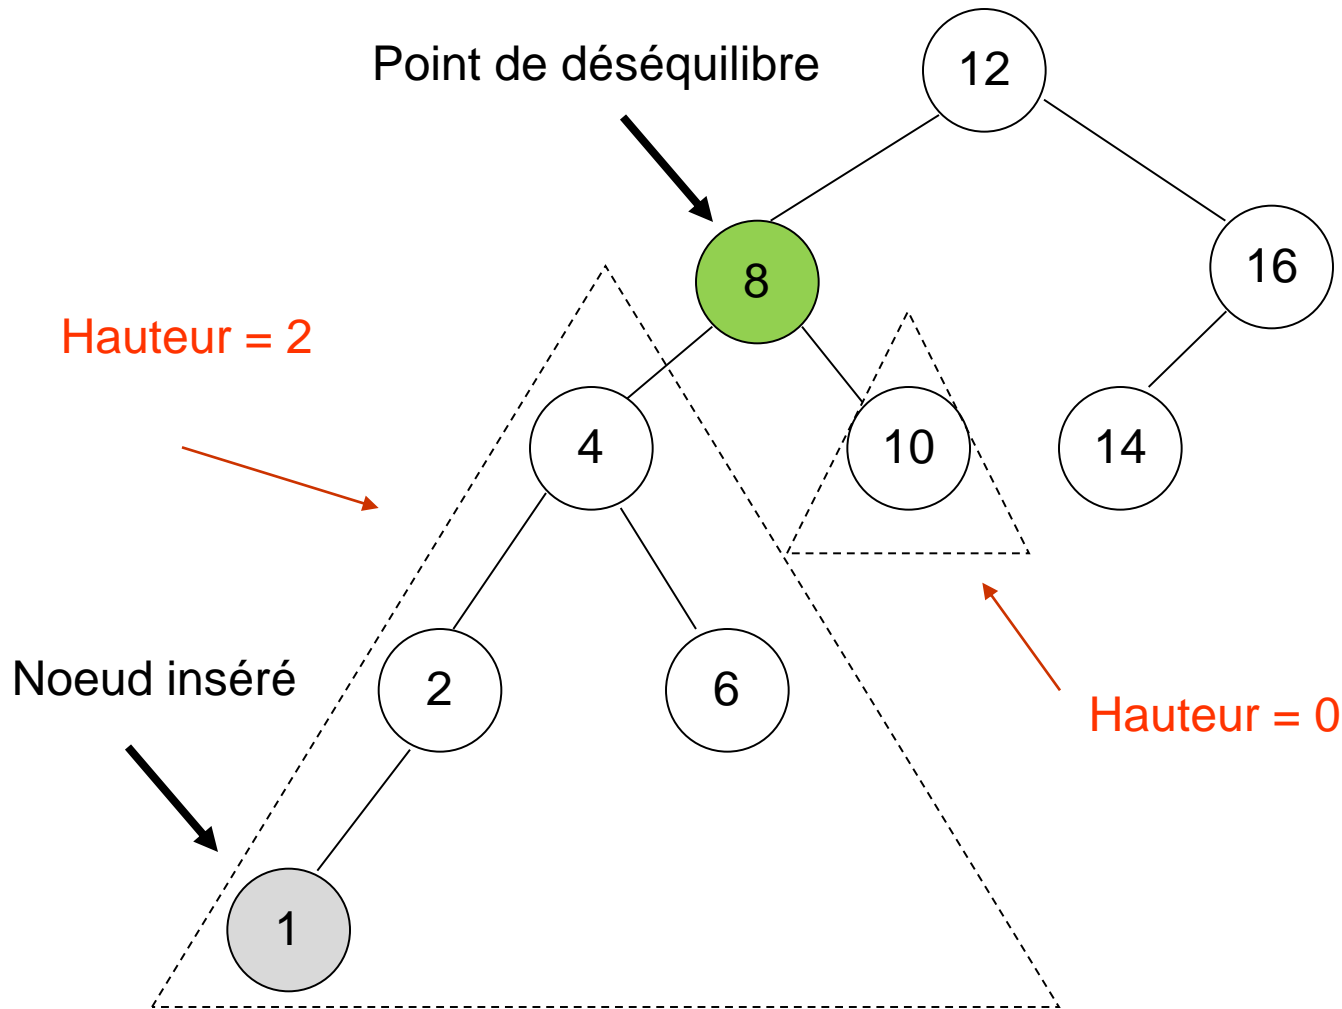 Point de déséquilibre
12
8
16
Hauteur = 2
4
10
14
Noeud inséré
2
6
Hauteur = 0
1